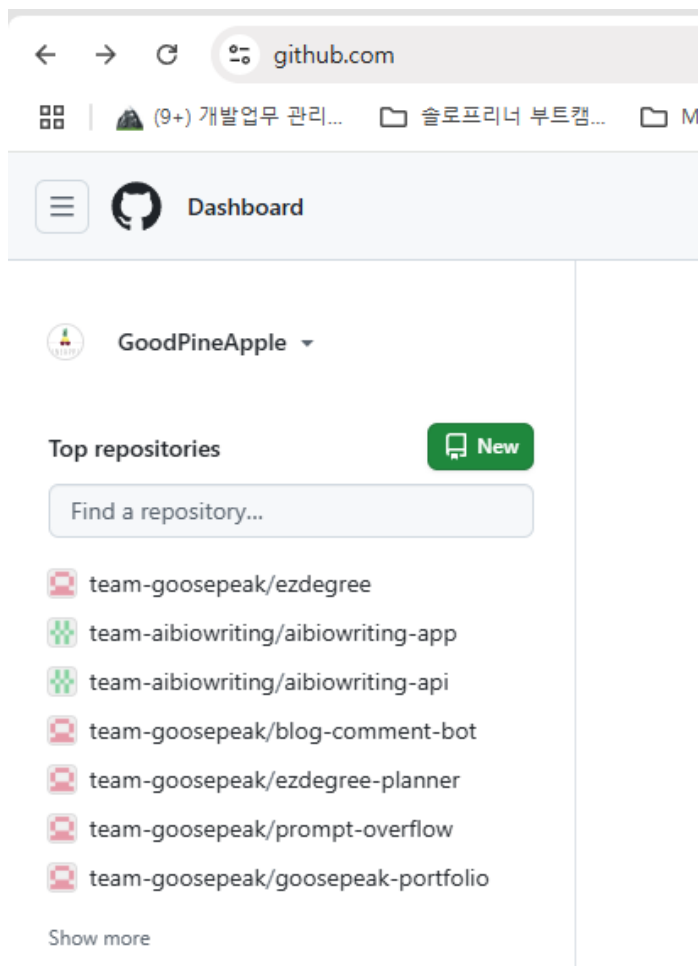 github.com
(9+) 개발업무 관리...
솔로프리너 부트캠...
M
Dashboard
GoodPineApple
Top repositories
New
Find a repository...
team-goosepeak/ezdegree
team-aibiowriting/aibiowriting-app
team-aibiowriting/aibiowriting-api
team-goosepeak/blog-comment-bot
team-goosepeak/ezdegree-planner
team-goosepeak/prompt-overflow
team-goosepeak/goosepeak-portfolio
Show more